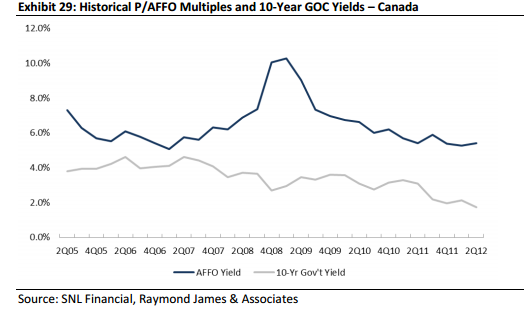 Exhibit 29: Historical P/AFFO Multiples and 10-Year GOC Yields – Canada
12.0%
10.0%
8.0%
6.0%
4.0%
2.0%
0.0%
2Q05 4Q05 2Q06 4Q06 2Q07 4Q07 2Q08 4Q08 2Q09 4Q09 2Q10 4Q10 2Q11 4Q11 2Q12
AFFO Yield 10-Yr Gov't Yield
Source: SNL Financial, Raymond James & Associates